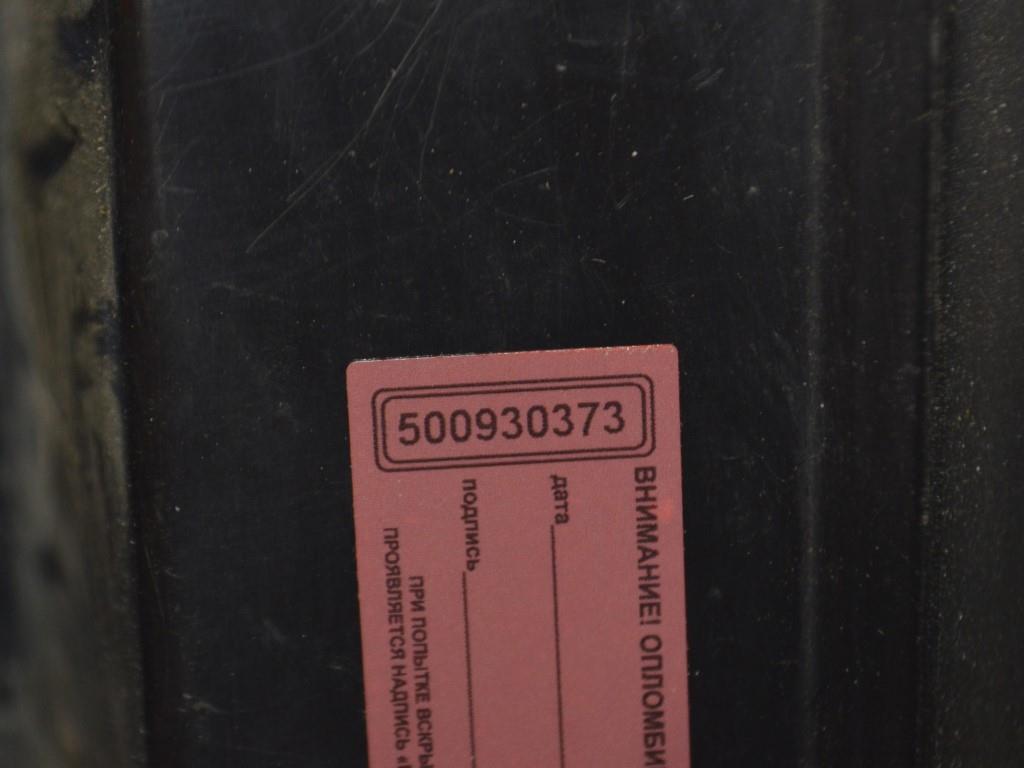 500930373
ВНИМАНИЕ! ОПЛОМБИ
дата
подпись
ПРИ ПОПЫТКЕ ВСКРЫ
ПРОЯВЛЯЕТСЯ НАДПИСЬ «